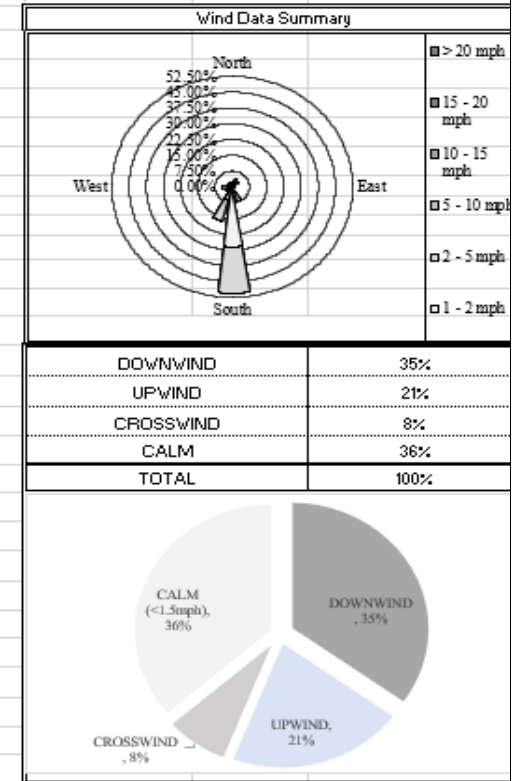 Wind Data Summary
North
52.50%
45.00%
37.50%
30.00%
22.50%
15.00%
7.50%
0.00%
West
East
South
> 20 mph
15 - 20
mph
10 - 15
mph
5 - 10 mph
2 - 5 mph
1 - 2 mph
DOWNWIND 35%
UPWIND 21%
CROSSWIND 8%
CALM 36%
TOTAL 100%
CALM
(<1.5mph),
36%
DOWNWIND
, 35%
UPWIND,
21%
CROSSWIND
, 8%